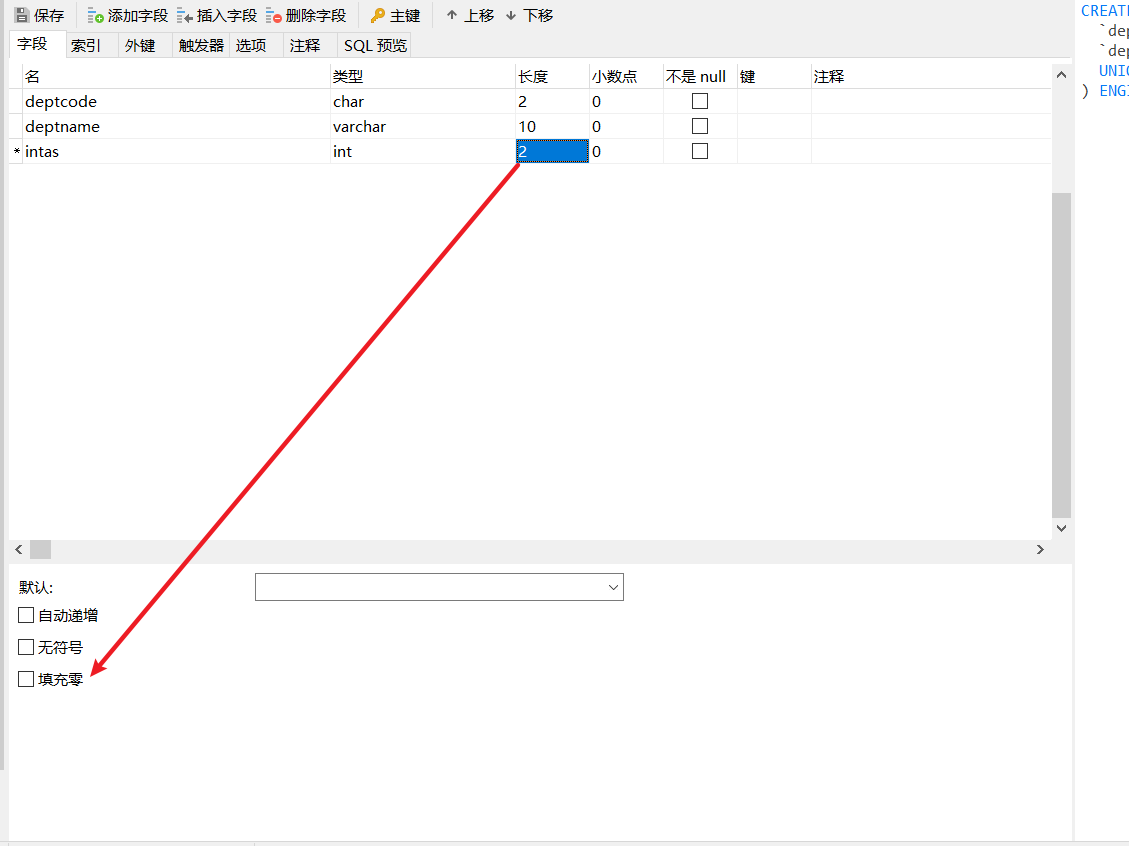 保存 添加字段 插入字段 删除字段 主键 上移 下移
字段 索引 外键 触发器 选项 注释 SQL 预览
名 类型 长度 小数点 不是 null 键 注释
deptcode char 2 0
deptname varchar 10 0
* intas int 2 0
默认:
自动递增
无符号
填充零
CREATE
`dep
`dep
UNIQ
) ENGI